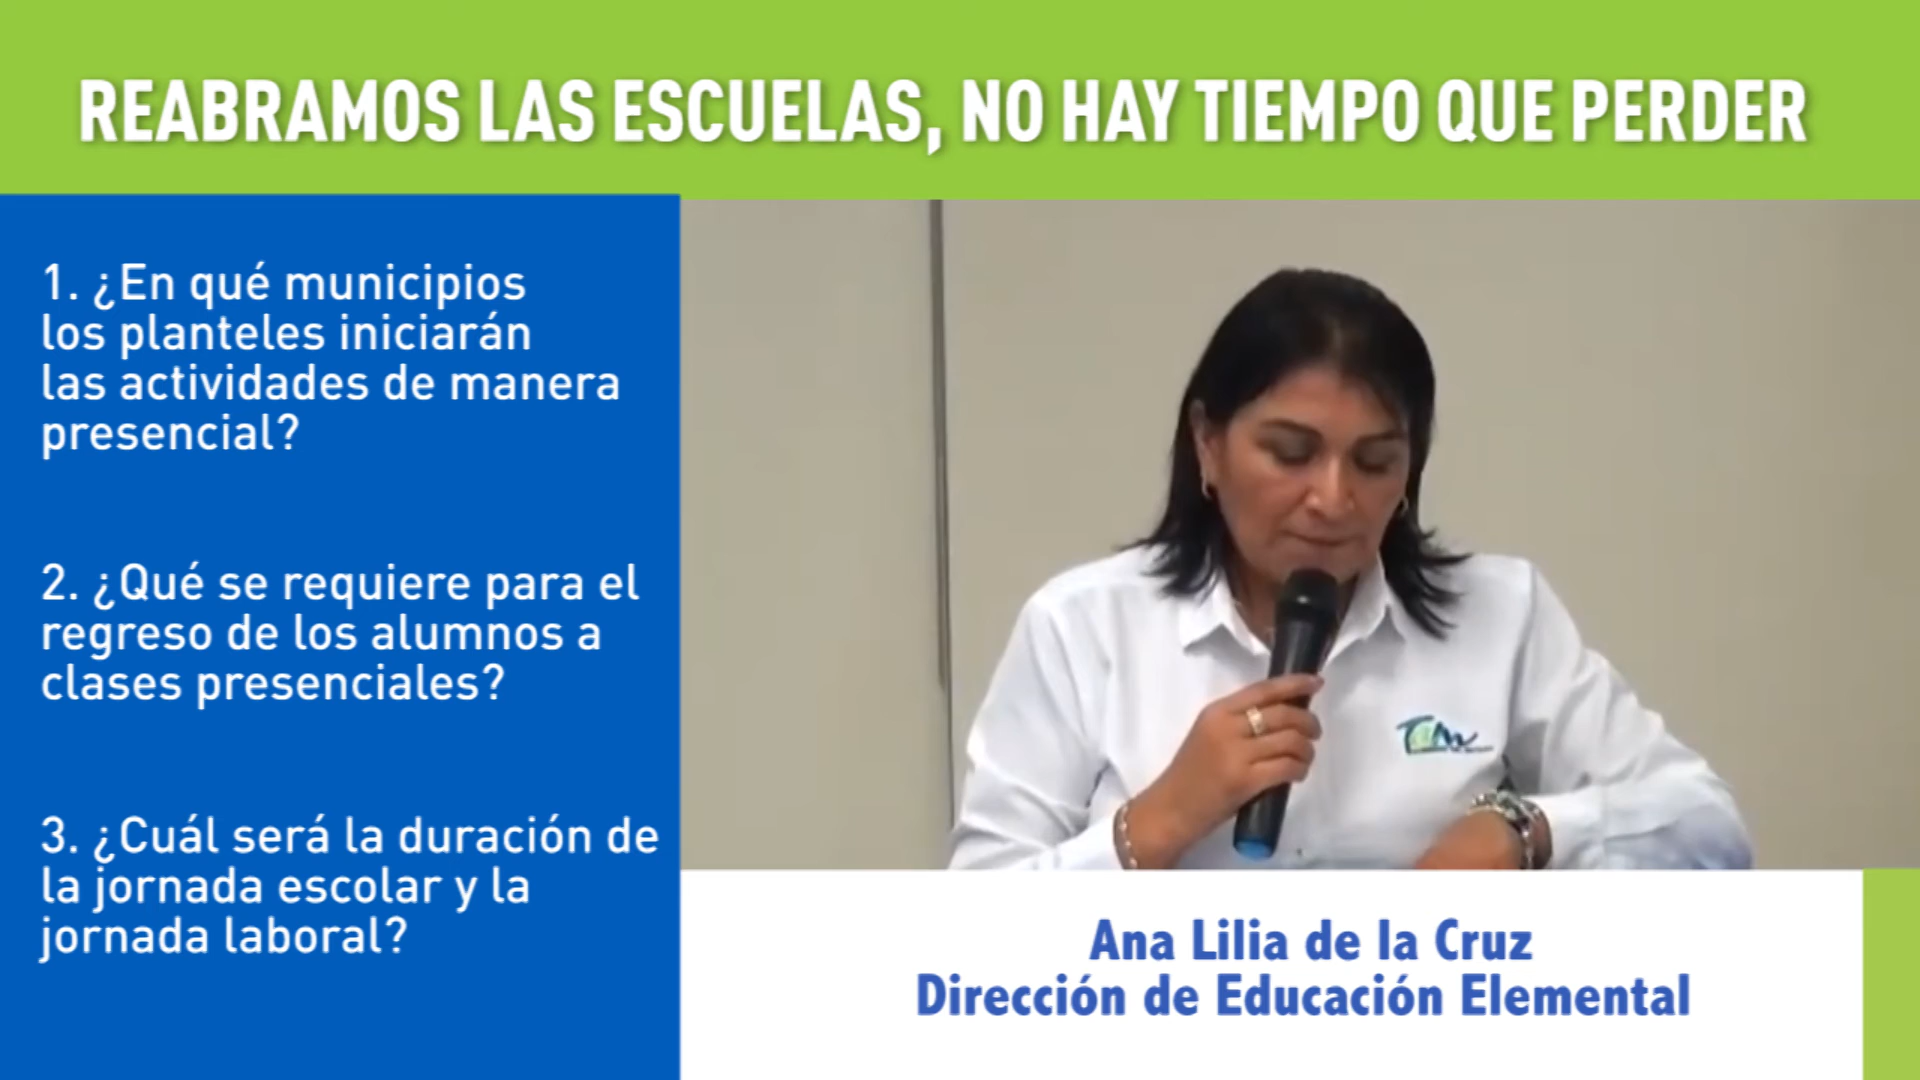 REABRAMOS LAS ESCUELAS, NO HAY TIEMPO QUE PERDER
1. ¿En qué municipios
los planteles iniciarán
las actividades de manera
presencial?
2. ¿Qué se requiere para el
regreso de los alumnos a
clases presenciales?
3. ¿Cuál será la duración de
la jornada escolar y la
jornada laboral?
Tam
Ana Lilia de la Cruz
Dirección de Educación Elemental